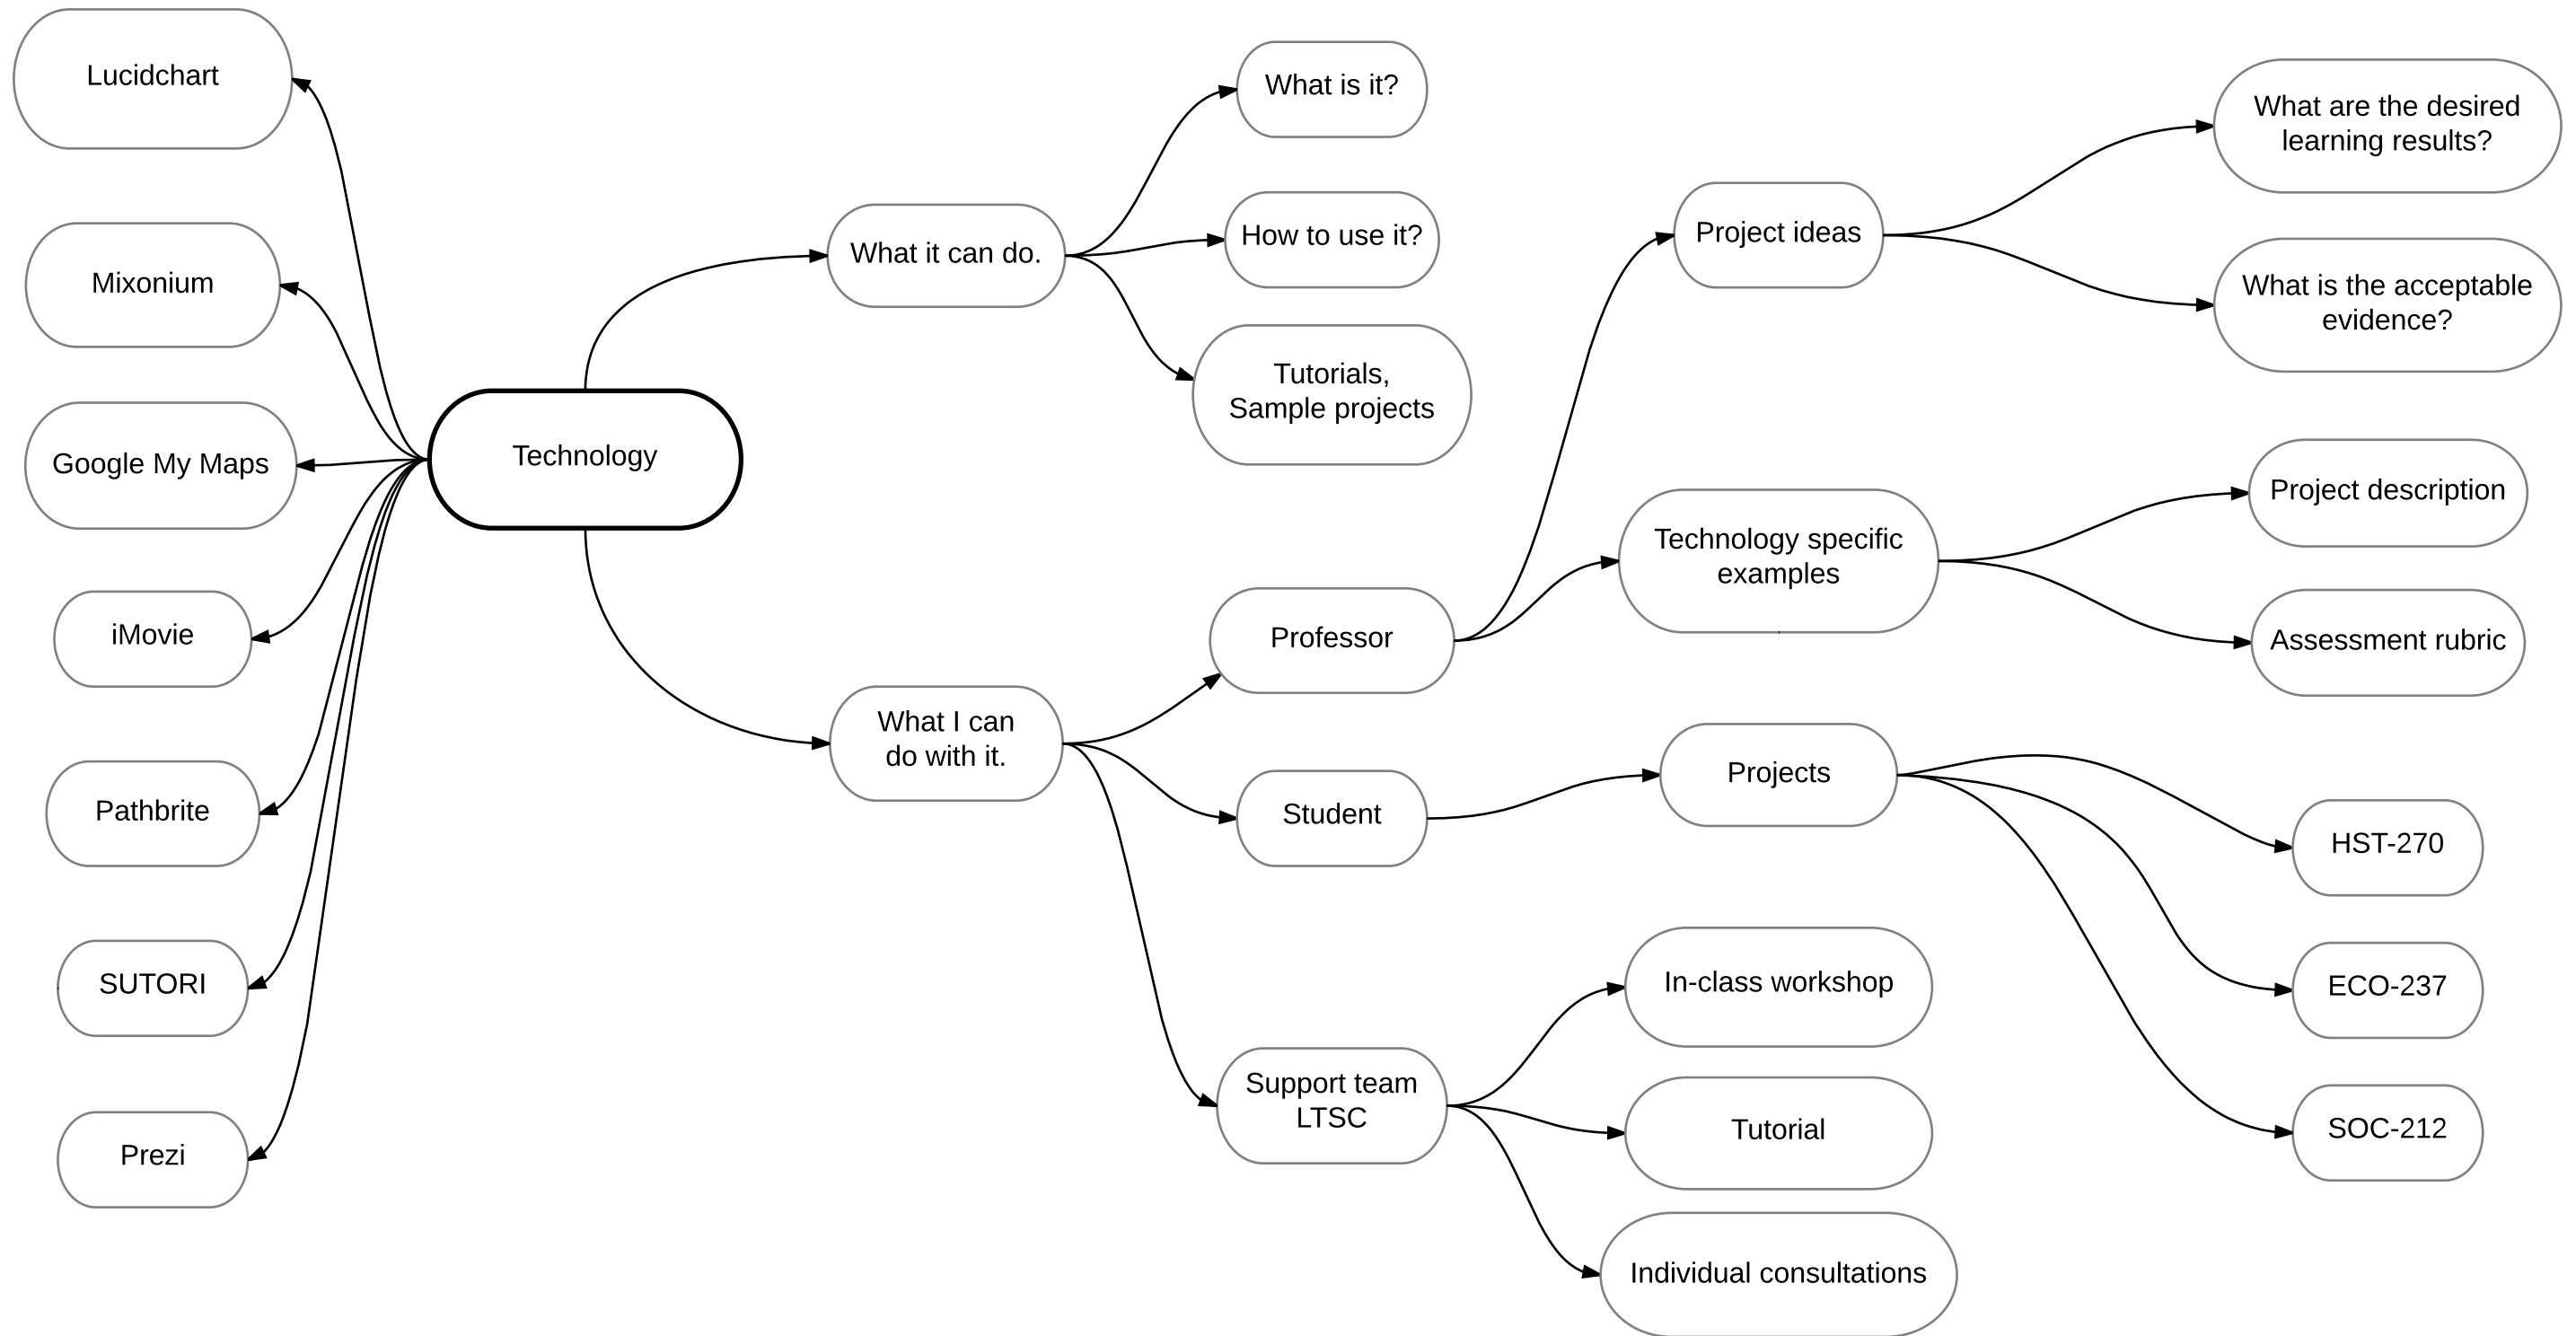 Lucidchart
Mixonium
Google My Maps
iMovie
Pathbrite
SUTORI
Prezi
Technology
What it can do.
What is it?
How to use it?
Tutorials,
Sample projects
What I can
do with it.
Professor
Project ideas
What are the desired
learning results?
What is the acceptable
evidence?
Technology specific
examples
Project description
Assessment rubric
Student
Projects
HST-270
ECO-237
SOC-212
Support team
LTSC
In-class workshop
Tutorial
Individual consultations